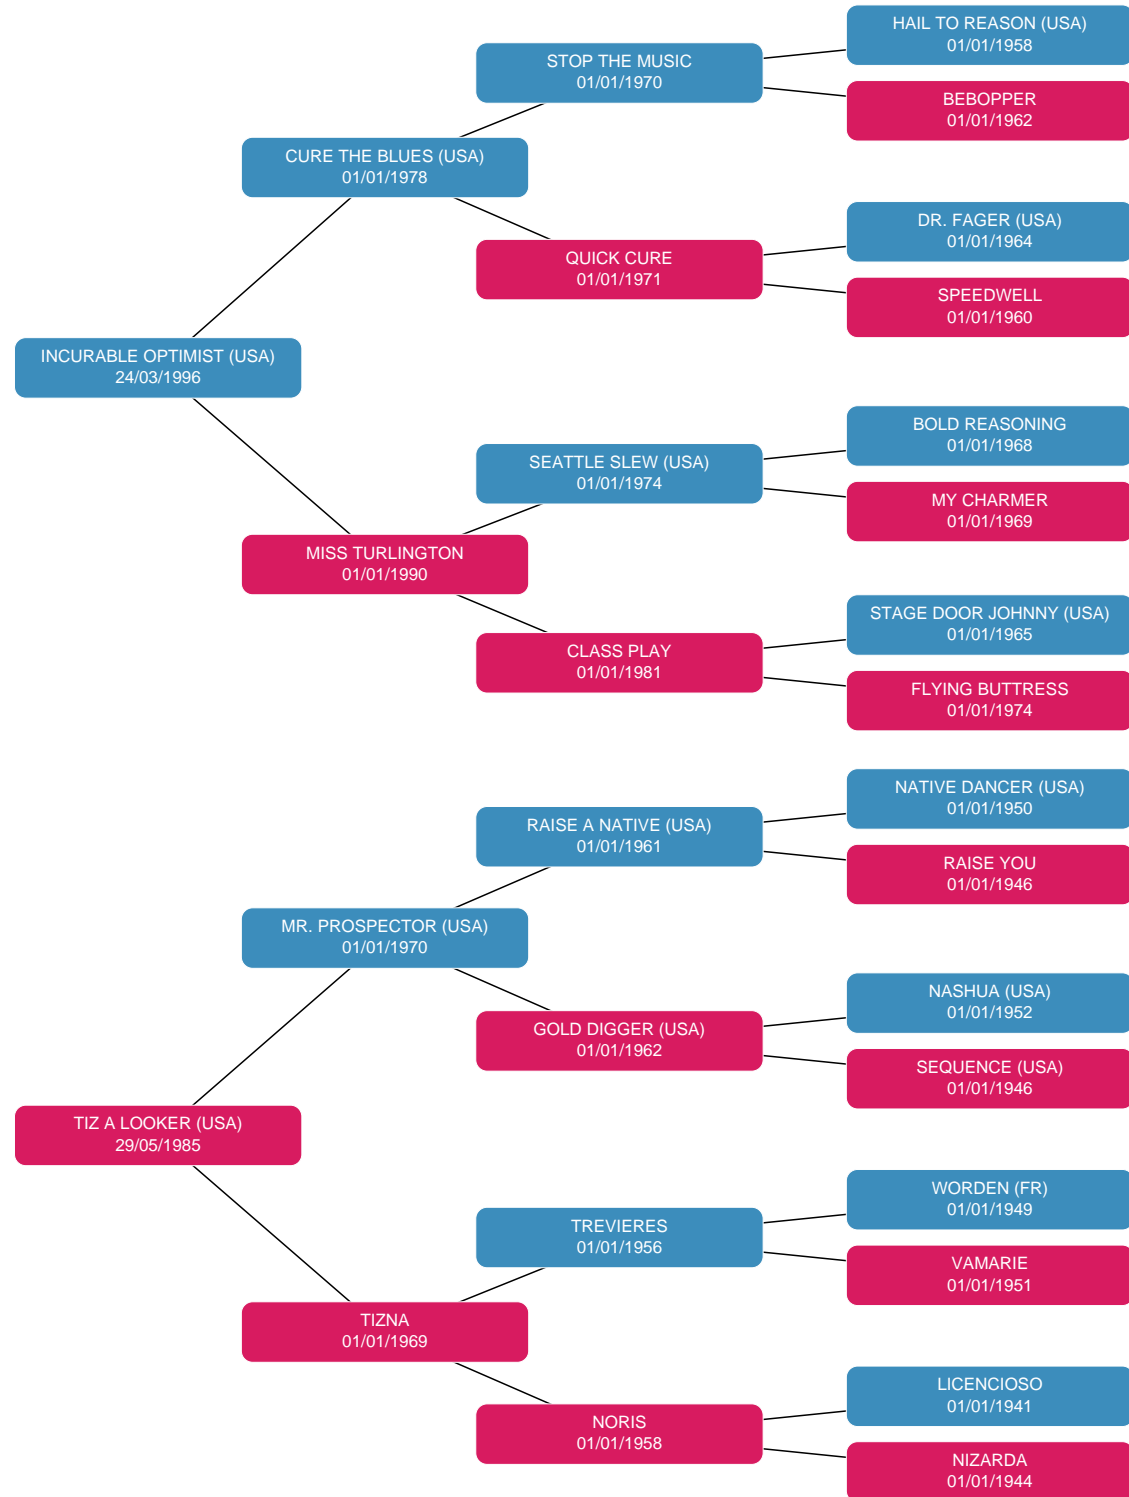 HAIL TO REASON (USA)
01/01/1958
STOP THE MUSIC
01/01/1970
BEBOPPER
01/01/1962
CURE THE BLUES (USA)
01/01/1978
DR. FAGER (USA)
01/01/1964
QUICK CURE
01/01/1971
SPEEDWELL
01/01/1960
INCURABLE OPTIMIST (USA)
24/03/1996
BOLD REASONING
01/01/1968
SEATTLE SLEW (USA)
01/01/1974
MY CHARMER
01/01/1969
MISS TURLINGTON
01/01/1990
STAGE DOOR JOHNNY (USA)
01/01/1965
CLASS PLAY
01/01/1981
FLYING BUTTRESS
01/01/1974
NATIVE DANCER (USA)
01/01/1950
RAISE A NATIVE (USA)
01/01/1961
RAISE YOU
01/01/1946
MR. PROSPECTOR (USA)
01/01/1970
NASHUA (USA)
01/01/1952
GOLD DIGGER (USA)
01/01/1962
SEQUENCE (USA)
01/01/1946
TIZ A LOOKER (USA)
29/05/1985
WORDEN (FR)
01/01/1949
TREVIERES
01/01/1956
VAMARIE
01/01/1951
TIZNA
01/01/1969
LICENCIOSO
01/01/1941
NORIS
01/01/1958
NIZARDA
01/01/1944